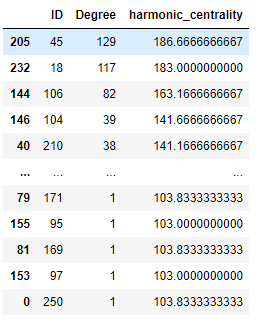 ID Degree harmonic_centrality
205 45 129 186.6666666667
232 18 117 183.0000000000
144 106 82 163.1666666667
146 104 39 141.6666666667
40 210 38 141.1666666667
... ... ... ...
79 171 1 103.8333333333
155 95 1 103.0000000000
81 169 1 103.8333333333
153 97 1 103.0000000000
0 250 1 103.8333333333